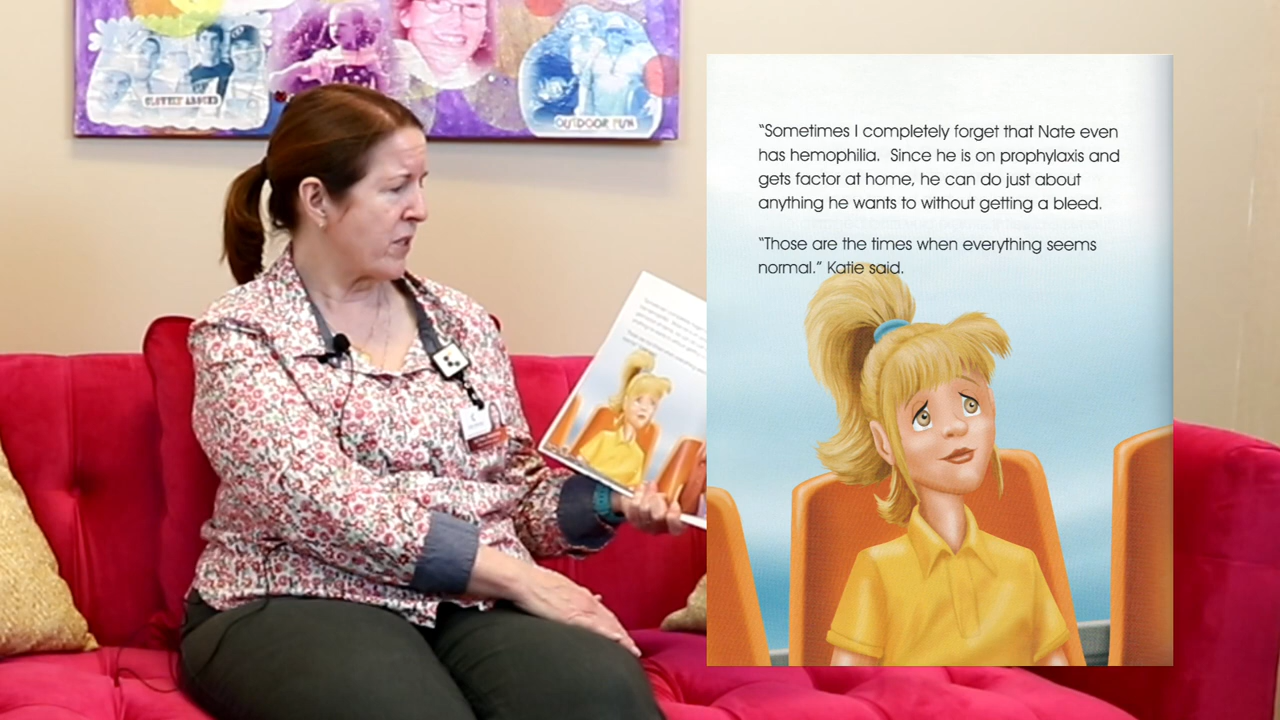 CLOWNIN' AROUND
OUTDOOR FUN
“Sometimes I completely forget that Nate even
has hemophilia.  Since he is on prophylaxis and
gets factor at home, he can do just about
anything he wants to without getting a bleed.
“Those are the times when everything seems
normal.” Katie said.